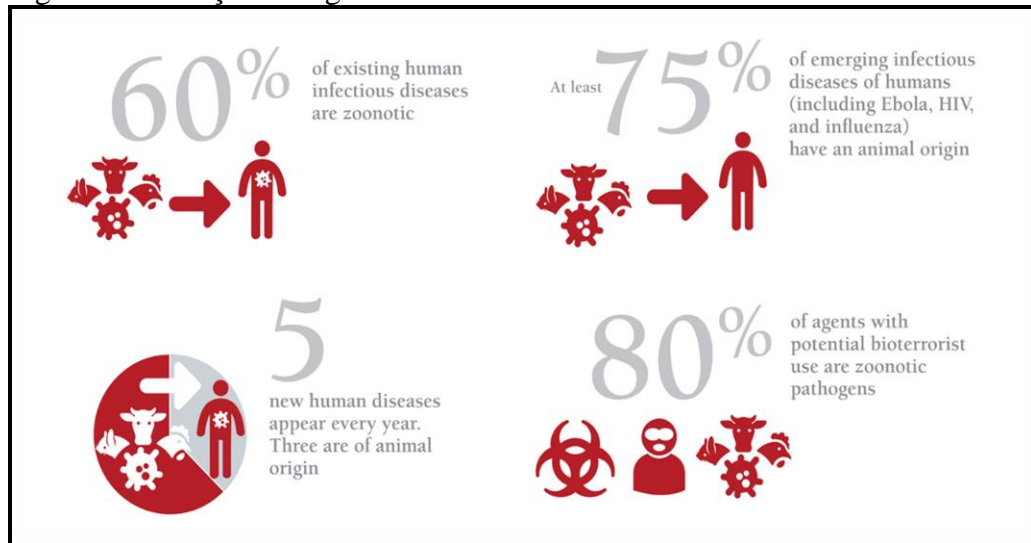 60%
of existing human
infectious diseases
are zoonotic
At least 75%
of emerging infectious
diseases of humans
(including Ebola, HIV,
and influenza)
have an animal origin
5
new human diseases
appear every year.
Three are of animal
origin
80%
of agents with
potential bioterrorist
use are zoonotic
pathogens